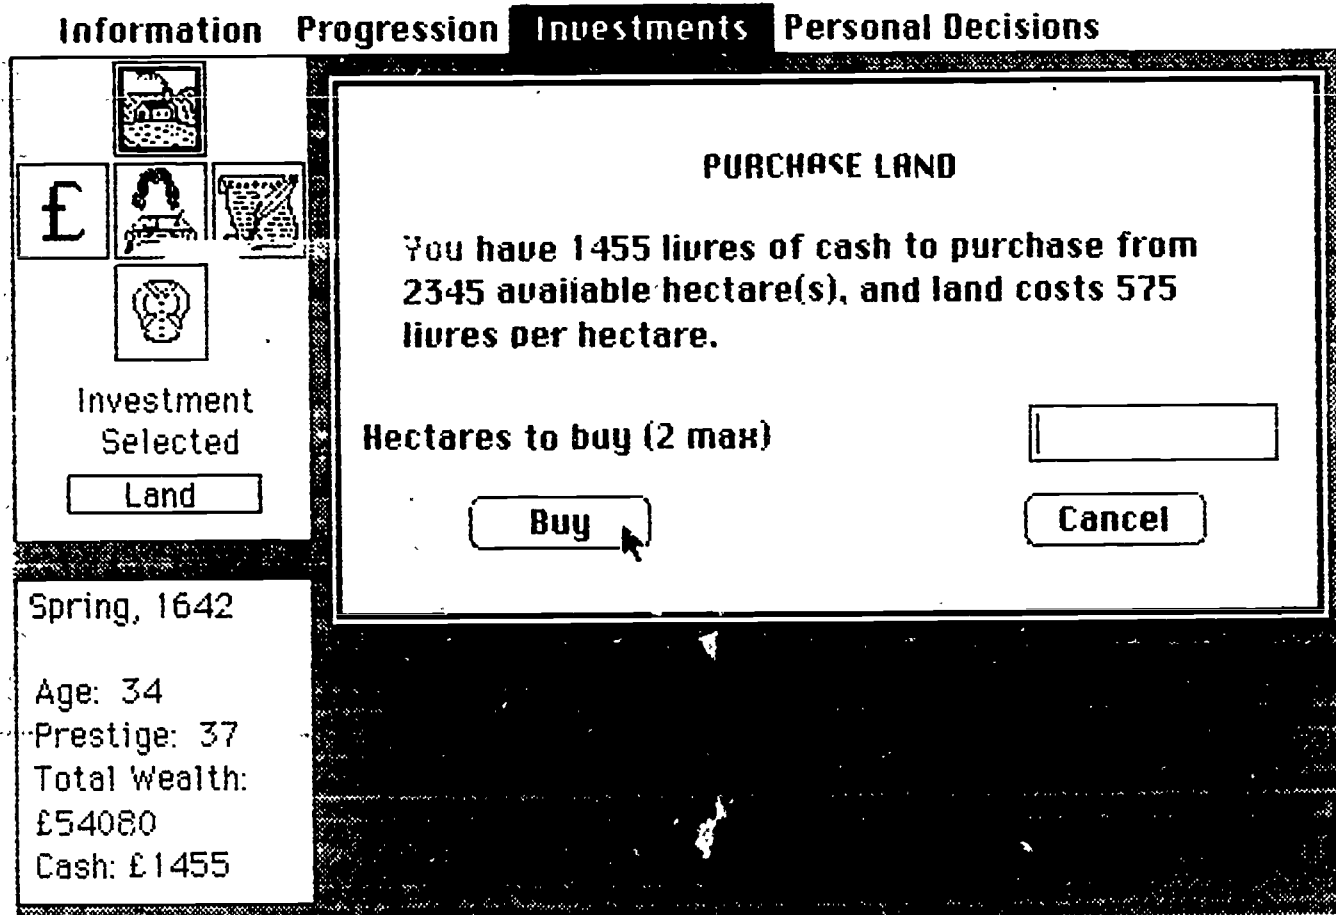 Information Progression Investments Personal Decisions
£
Investment
Selected
Land
Spring, 1642
Age: 34
Prestige: 37
Total Wealth:
£54080
Cash: £1455
PURCHASE LAND
You have 1455 livres of cash to purchase from
2345 available hectare(s), and land costs 575
livres per hectare.
Hectares to buy (2 max)
Buy Cancel